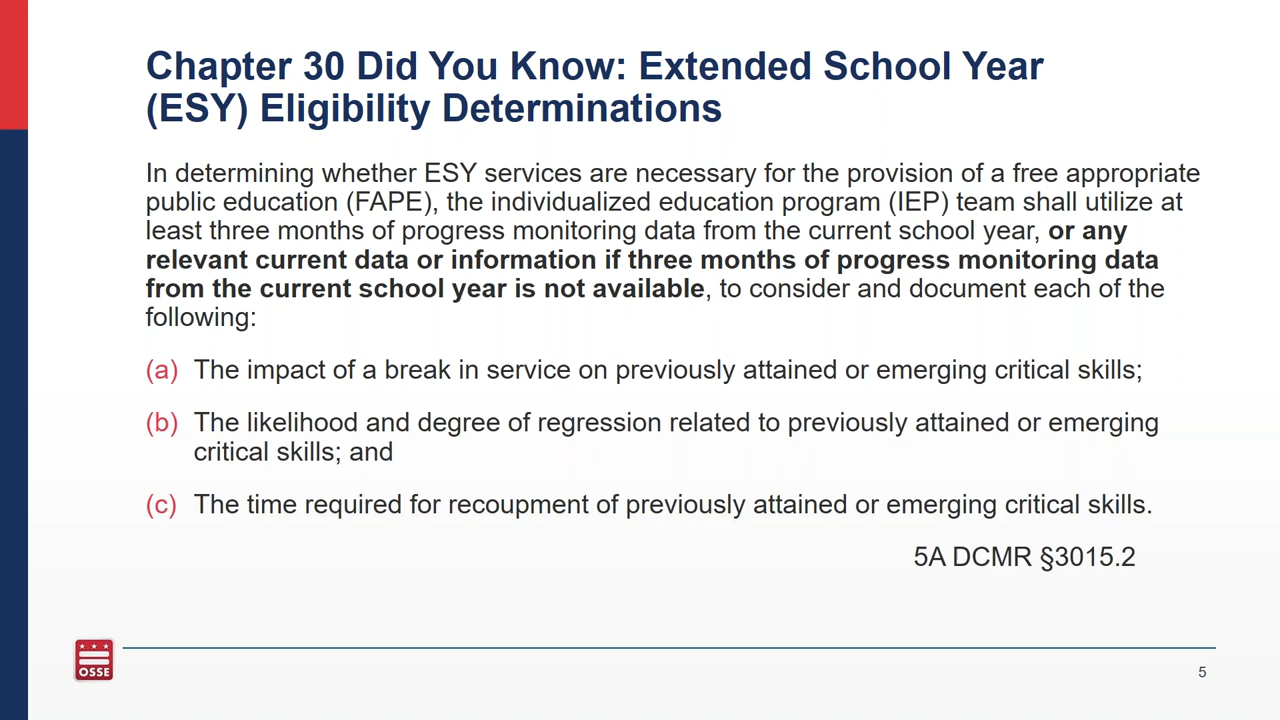 Chapter 30 Did You Know: Extended School Year
(ESY) Eligibility Determinations
In determining whether ESY services are necessary for the provision of a free appropriate
public education (FAPE), the individualized education program (IEP) team shall utilize at
least three months of progress monitoring data from the current school year, or any
relevant current data or information if three months of progress monitoring data
from the current school year is not available, to consider and document each of the
following:
(a) The impact of a break in service on previously attained or emerging critical skills;
(b) The likelihood and degree of regression related to previously attained or emerging
critical skills; and
(c) The time required for recoupment of previously attained or emerging critical skills.
5A DCMR §3015.2
OSSE
5